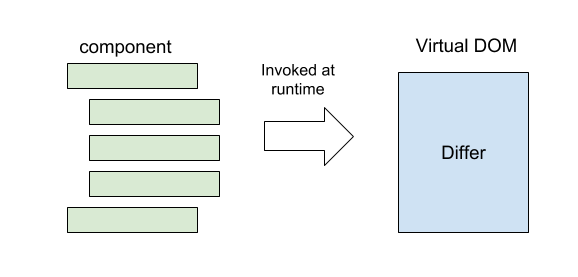 component
Invoked at
runtime
Virtual DOM
Differ